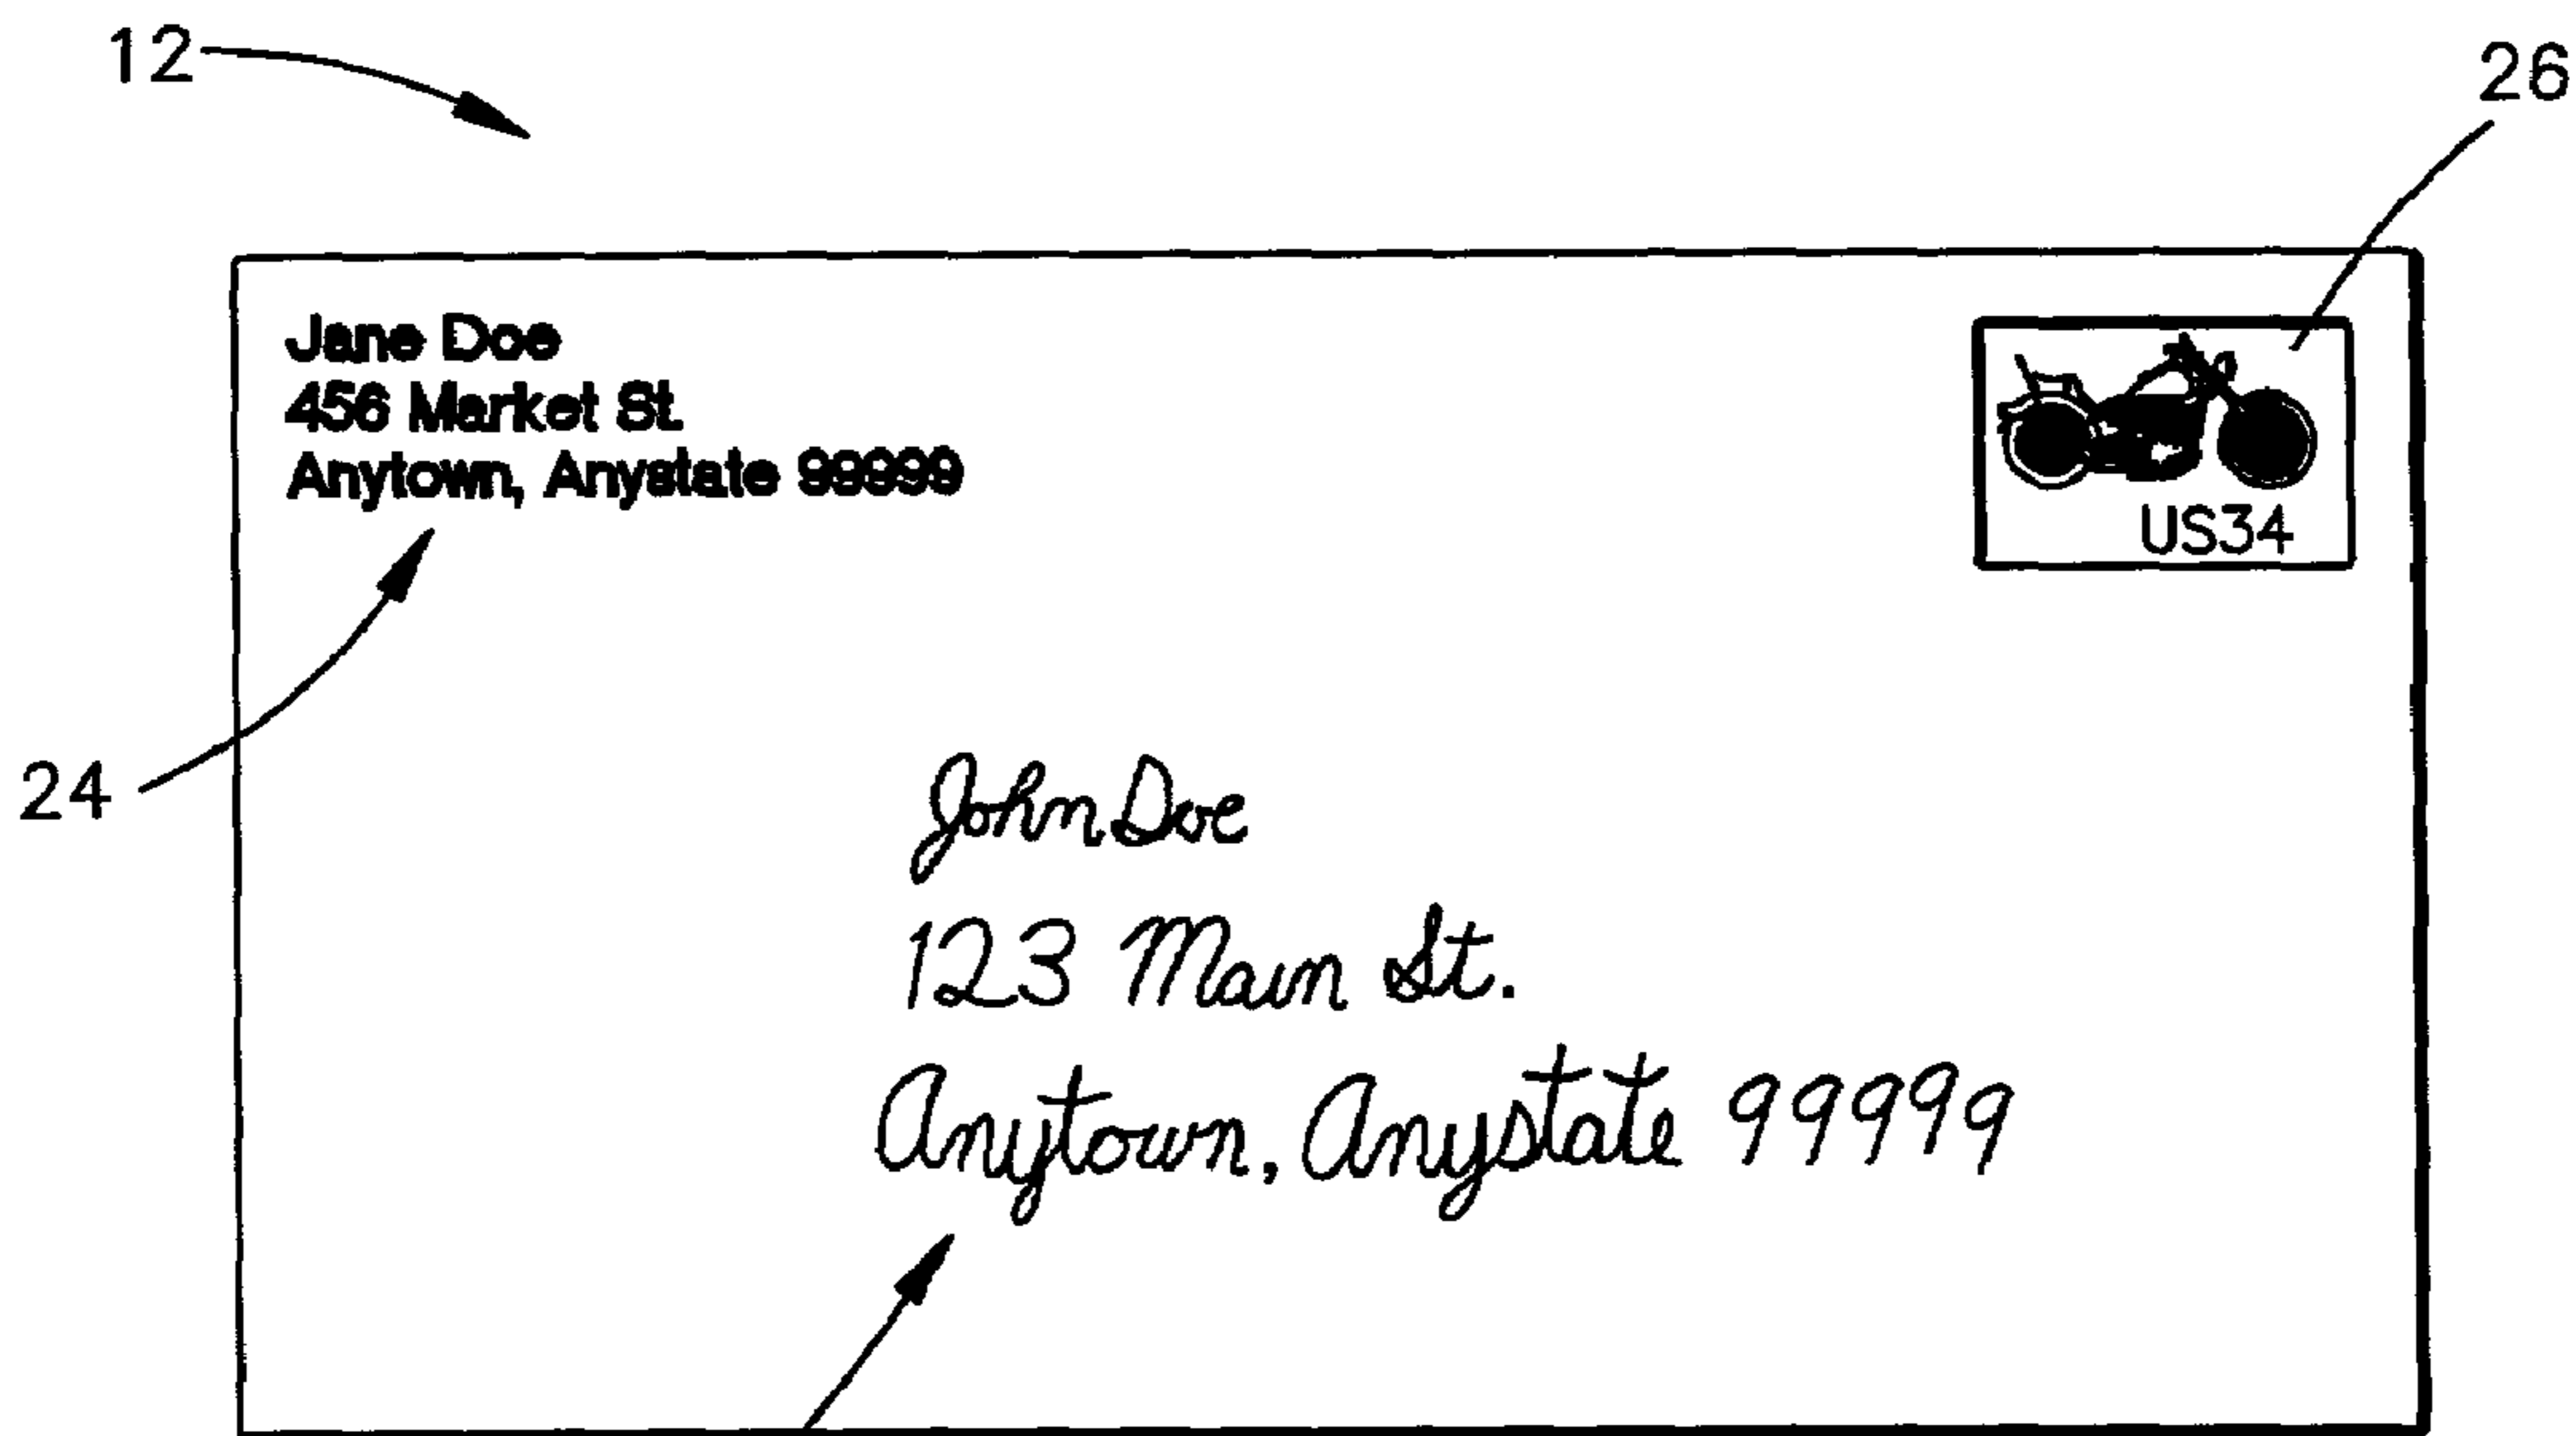 12
26
Jane Doe
456 Market St.
Anytown, Anystate 99999
US34
24
John Doe
123 Main St.
Anytown, Anystate 99999